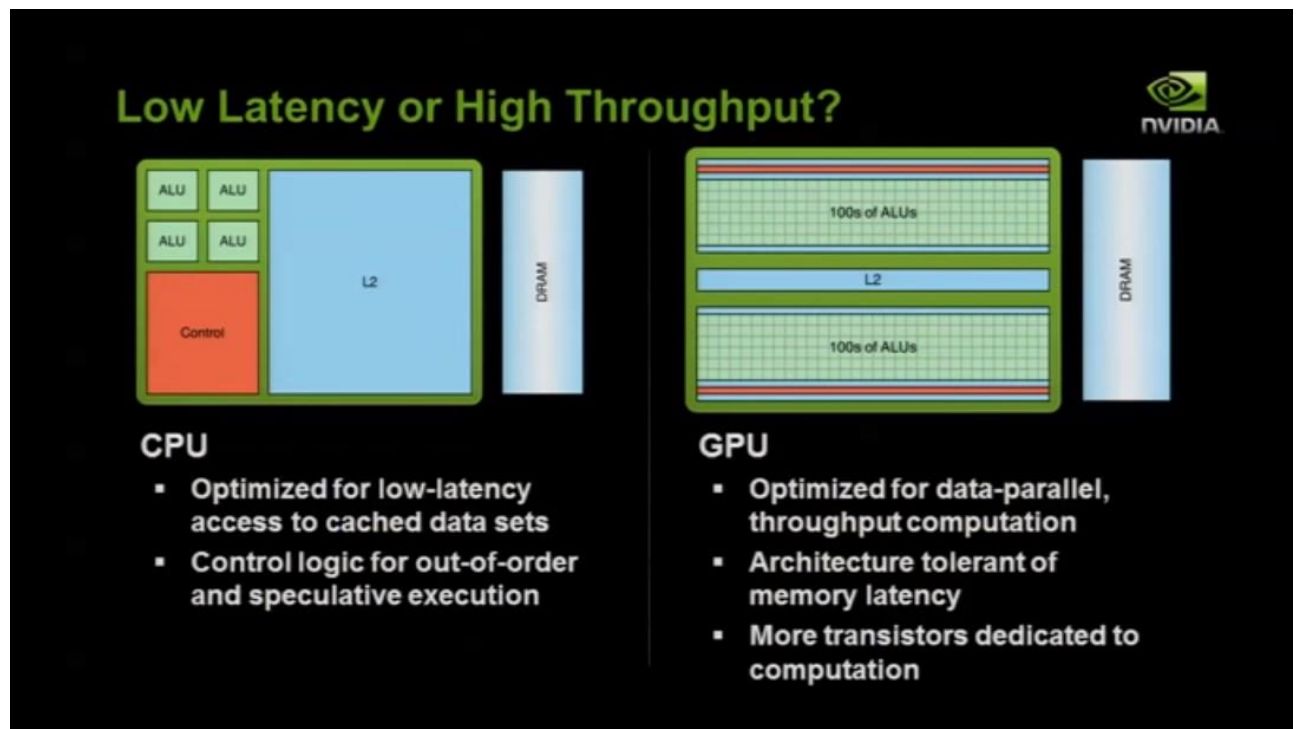 Low Latency or High Throughput?
NVIDIA
ALU ALU
ALU ALU
Control
L2
DRAM
100s of ALUs
L2
100s of ALUs
DRAM
CPU
▪ Optimized for low-latency
access to cached data sets
▪ Control logic for out-of-order
and speculative execution
GPU
▪ Optimized for data-parallel,
throughput computation
▪ Architecture tolerant of
memory latency
▪ More transistors dedicated to
computation